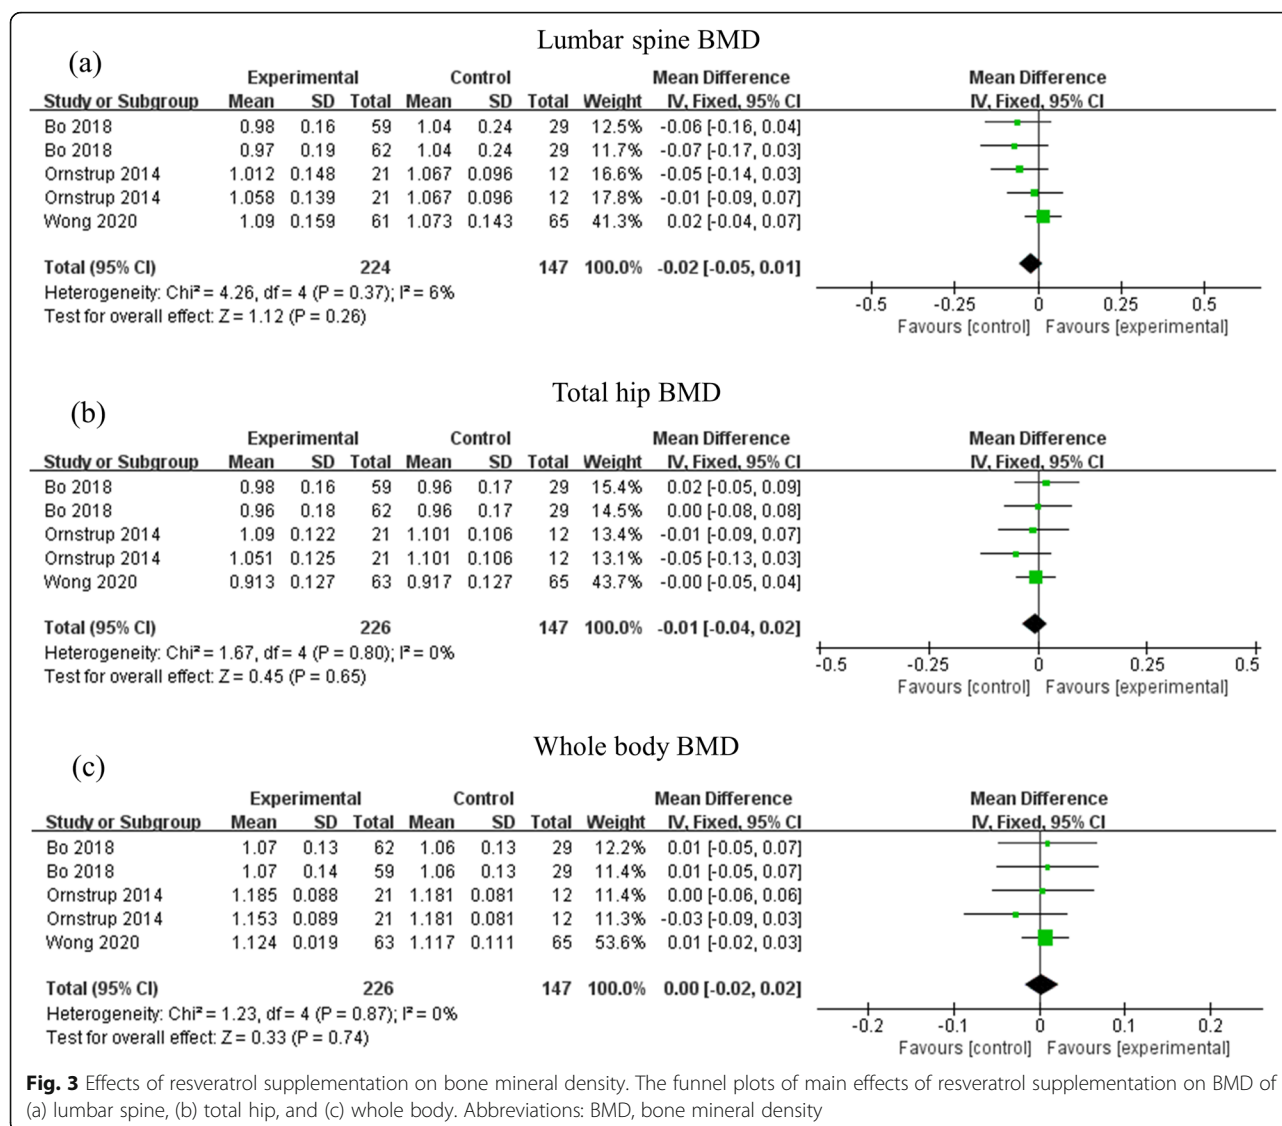 Lumbar spine BMD
(a)
Experimental Control Mean Difference Mean Difference
Study or Subgroup Mean SD Total Mean SD Total Weight IV, Fixed, 95% CI IV, Fixed, 95% CI
Bo 2018 0.98 0.16 59 1.04 0.24 29 12.5% -0.06 [-0.16, 0.04]
Bo 2018 0.97 0.19 62 1.04 0.24 29 11.7% -0.07 [-0.17, 0.03]
Ornstrup 2014 1.012 0.148 21 1.067 0.096 12 16.6% -0.05 [-0.14, 0.03]
Ornstrup 2014 1.058 0.139 21 1.067 0.096 12 17.8% -0.01 [-0.09, 0.07]
Wong 2020 1.09 0.159 61 1.073 0.143 65 41.3% 0.02 [-0.04, 0.07]
Total (95% CI) 224 147 100.0% -0.02 [-0.05, 0.01]
Heterogeneity: Chi² = 4.26, df = 4 (P = 0.37); I² = 6%
Test for overall effect: Z = 1.12 (P = 0.26)
-0.5 -0.25 0 0.25 0.5
Favours [control] Favours [experimental]
Total hip BMD
(b)
Experimental Control Mean Difference Mean Difference
Study or Subgroup Mean SD Total Mean SD Total Weight IV, Fixed, 95% CI IV, Fixed, 95% CI
Bo 2018 0.98 0.16 59 0.96 0.17 29 15.4% 0.02 [-0.05, 0.09]
Bo 2018 0.96 0.18 62 0.96 0.17 29 14.5% 0.00 [-0.08, 0.08]
Ornstrup 2014 1.09 0.122 21 1.101 0.106 12 13.4% -0.01 [-0.09, 0.07]
Ornstrup 2014 1.051 0.125 21 1.101 0.106 12 13.1% -0.05 [-0.13, 0.03]
Wong 2020 0.913 0.127 63 0.917 0.127 65 43.7% -0.00 [-0.05, 0.04]
Total (95% CI) 226 147 100.0% -0.01 [-0.04, 0.02]
Heterogeneity: Chi² = 1.67, df = 4 (P = 0.80); I² = 0%
Test for overall effect: Z = 0.45 (P = 0.65)
-0.5 -0.25 0 0.25 0.5
Favours [control] Favours [experimental]
Whole body BMD
(c)
Experimental Control Mean Difference Mean Difference
Study or Subgroup Mean SD Total Mean SD Total Weight IV, Fixed, 95% CI IV, Fixed, 95% CI
Bo 2018 1.07 0.13 62 1.06 0.13 29 12.2% 0.01 [-0.05, 0.07]
Bo 2018 1.07 0.14 59 1.06 0.13 29 11.4% 0.01 [-0.05, 0.07]
Ornstrup 2014 1.185 0.088 21 1.181 0.081 12 11.4% 0.00 [-0.06, 0.06]
Ornstrup 2014 1.153 0.089 21 1.181 0.081 12 11.3% -0.03 [-0.09, 0.03]
Wong 2020 1.124 0.019 63 1.117 0.111 65 53.6% 0.01 [-0.02, 0.03]
Total (95% CI) 226 147 100.0% 0.00 [-0.02, 0.02]
Heterogeneity: Chi² = 1.23, df = 4 (P = 0.87); I² = 0%
Test for overall effect: Z = 0.33 (P = 0.74)
-0.2 -0.1 0 0.1 0.2
Favours [control] Favours [experimental]
Fig. 3 Effects of resveratrol supplementation on bone mineral density. The funnel plots of main effects of resveratrol supplementation on BMD of
(a) lumbar spine, (b) total hip, and (c) whole body. Abbreviations: BMD, bone mineral density